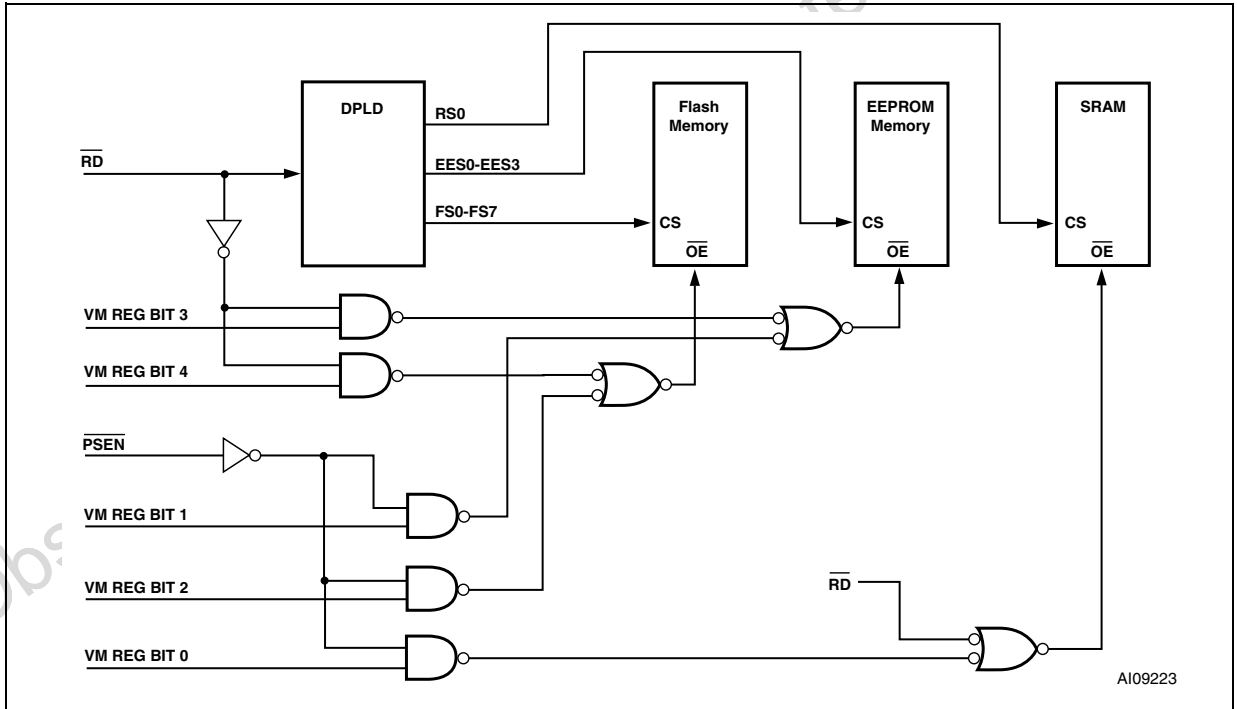 DPLD
Flash
Memory
EEPROM
Memory
SRAM
RS0
RD
EES0-EES3
FS0-FS7
CS
OE
CS
OE
CS
OE
VM REG BIT 3
VM REG BIT 4
PSEN
VM REG BIT 1
VM REG BIT 2
RD
VM REG BIT 0
AI09223